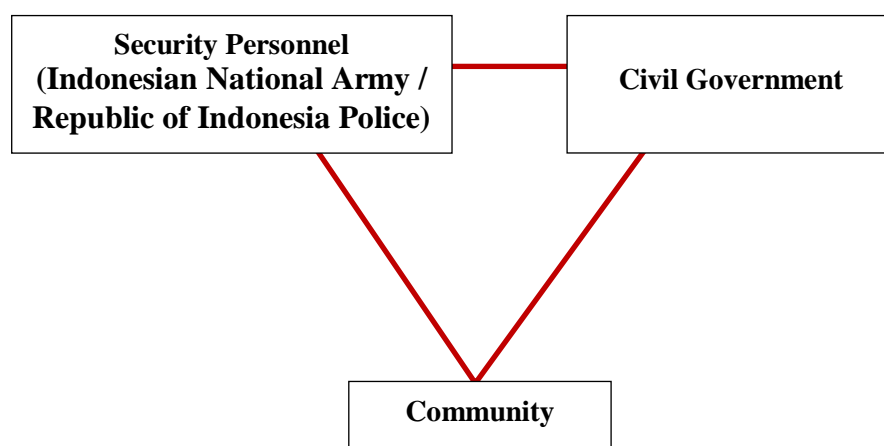 Security Personnel
(Indonesian National Army /
Republic of Indonesia Police)
Civil Government
Community